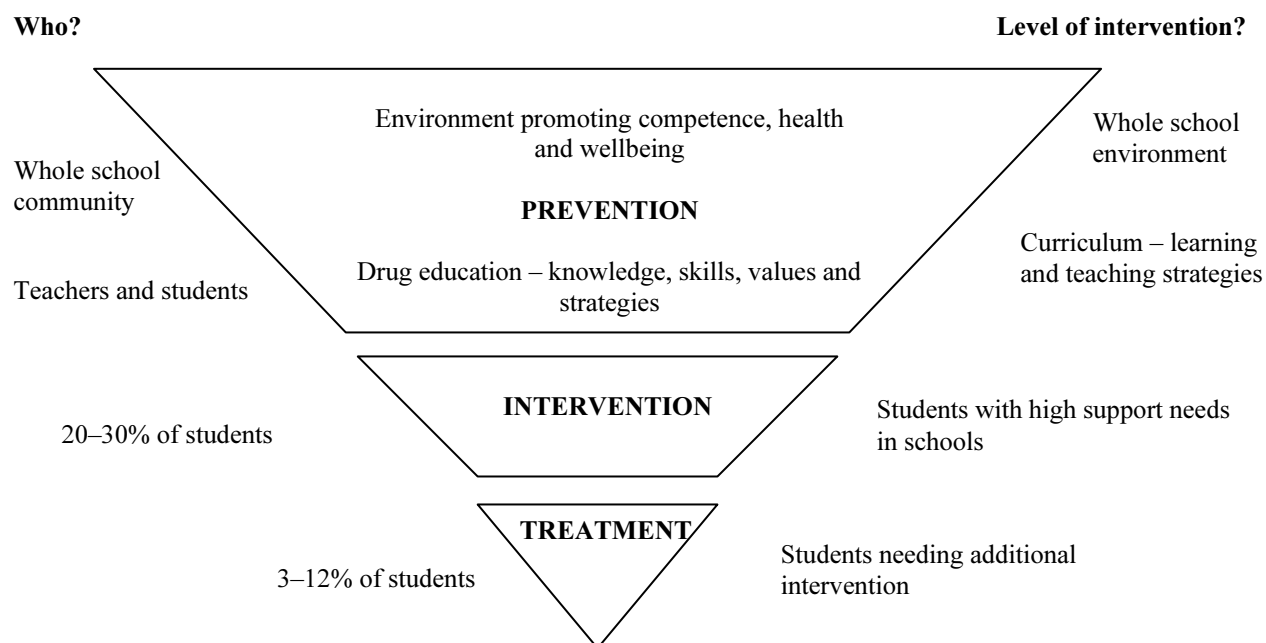 Who?
Level of intervention?
Environment promoting competence, health
and wellbeing
Whole school
environment
Whole school
community
PREVENTION
Curriculum – learning
and teaching strategies
Drug education – knowledge, skills, values and
strategies
Teachers and students
INTERVENTION
Students with high support needs
in schools
20–30% of students
TREATMENT
Students needing additional
intervention
3–12% of students